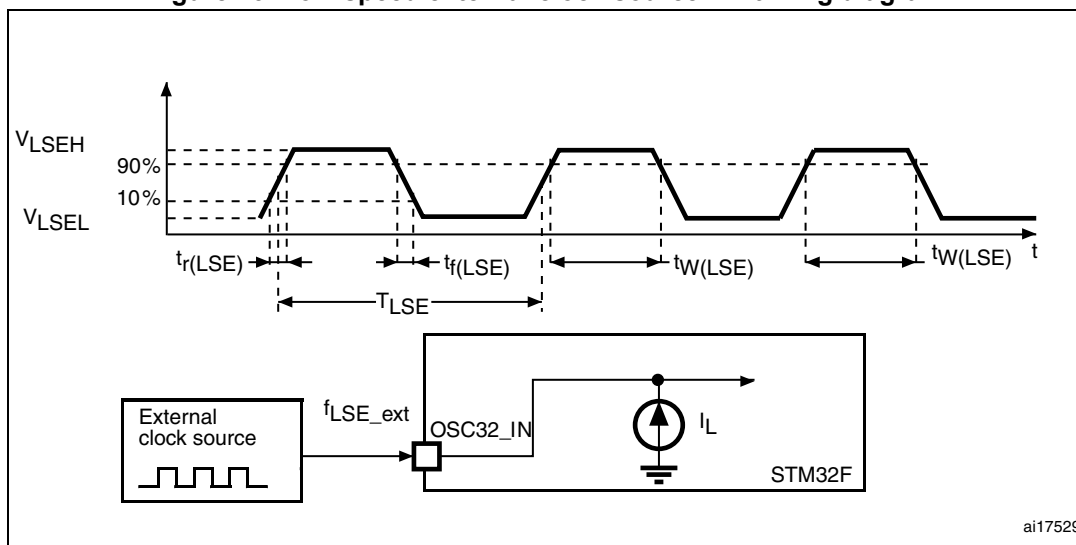 VLSEH
90%
10%
VLSEL
tr(LSE)
tf(LSE)
tW(LSE)
tW(LSE)
t
TLSE
External
clock source
fLSE_ext
OSC32_IN
IL
STM32F
ai17529